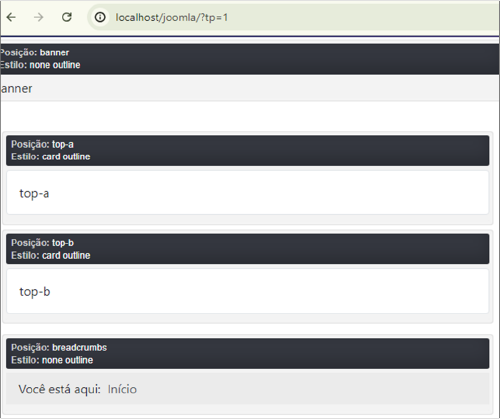 localhost/joomla/?tp=1
Posição: banner
Estilo: none outline
anner
Posição: top-a
Estilo: card outline
top-a
Posição: top-b
Estilo: card outline
top-b
Posição: breadcrumbs
Estilo: none outline
Você está aqui: Início